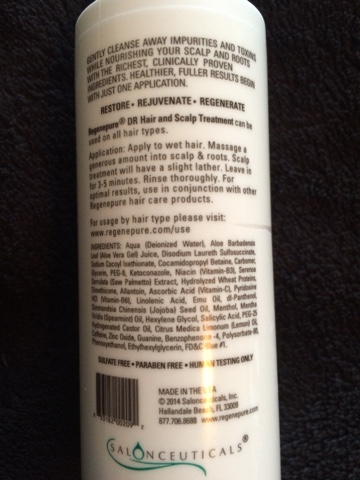 GENTLY CLEANSE AWAY IMPURITIES AND TOXINS
WHILE NOURISHING YOUR SCALP AND ROOTS
WITH THE RICHEST, CLINICALLY PROVEN
INGREDIENTS. HEALTHIER, FULLER RESULTS BEGIN
WITH JUST ONE APPLICATION.
RESTORE • REJUVENATE • REGENERATE
Regenepure® DR Hair and Scalp Treatment can be
used on all hair types.
Application: Apply to wet hair. Massage a
generous amount into scalp & roots. Scalp
treatment will have a slight lather. Leave in
for 3-5 minutes. Rinse thoroughly. For
optimal results, use in conjunction with other
Regenepure hair care products.
For usage by hair type please visit:
www.regenepure.com/use
INGREDIENTS: Aqua (Deionized Water), Aloe Barbadensis
Leaf (Aloe Vera Gel) Juice, Disodium Laureth Sulfosuccinate,
Sodium Cocoyl Isethionate, Cocamidopropyl Betaine, Carbomer,
Glycerin, PEG-8, Ketoconazole, Niacin (Vitamin-B3), Serenoa
Serrulata (Saw Palmetto) Extract, Hydrolyzed Wheat Proteins,
Dimethicone, Allantoin, Ascorbic Acid (Vitamin-C), Pyridoxine
HCI (Vitamin-B6), Linolenic Acid, Emu Oil, dl-Panthenol,
Simmondsia Chinensis (Jojoba) Seed Oil, Menthol, Mentha
Viridis (Spearmint) Oil, Hexylene Glycol, Salicylic Acid, PEG-25
Hydrogenated Castor Oil, Citrus Medica Limonum (Lemon) Oil,
Caffeine, Zinc Oxide, Guanine, Benzophenone-4, Polysorbate-80,
Phenoxyethanol, Ethylhexylglycerin, FD&C Blue #1.
SULFATE FREE • PARABEN FREE • HUMAN TESTING ONLY
MADE IN THE USA
© 2014 Salonceuticals, Inc.
Hallandale Beach, FL 33009
877.706.8688 www.regenepure.com
SALONCEUTICALS®